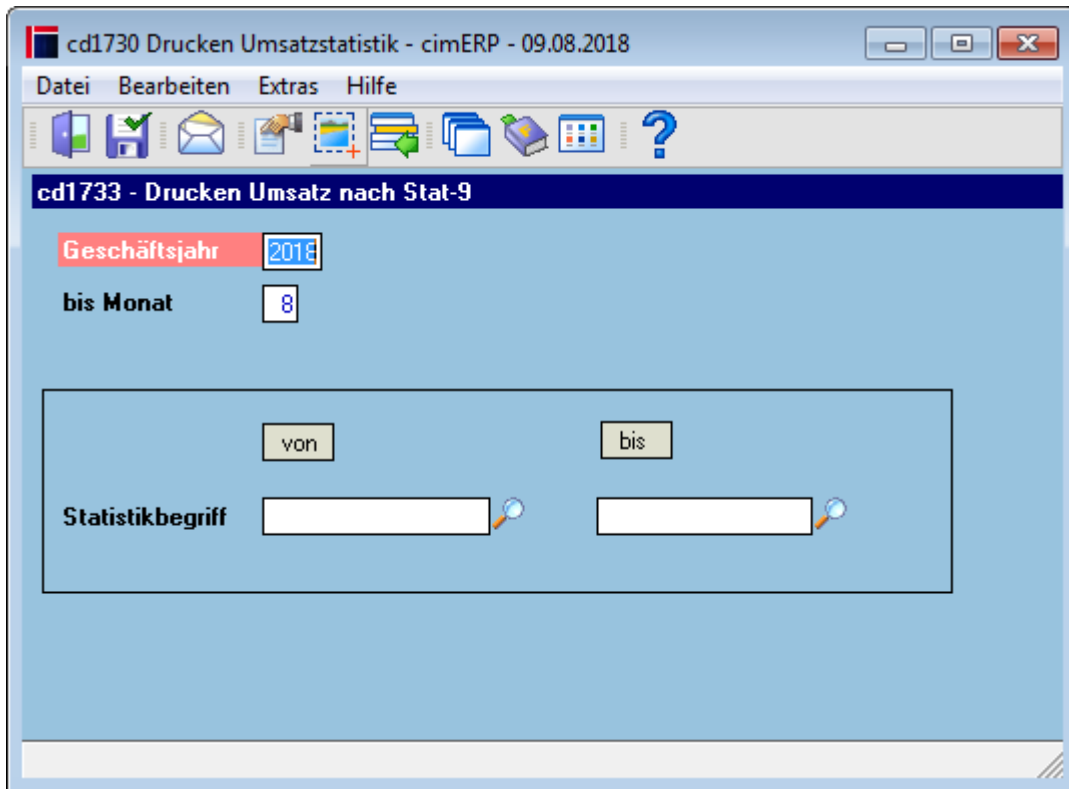 cd1730 Drucken Umsatzstatistik - cimERP - 09.08.2018
Datei Bearbeiten Extras Hilfe
cd1733 - Drucken Umsatz nach Stat-9
Geschäftsjahr 2018
bis Monat 8
von bis
Statistikbegriff